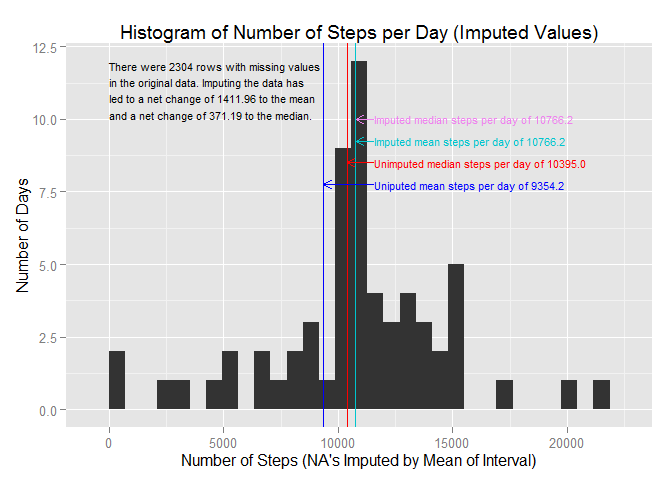 Histogram of Number of Steps per Day (Imputed Values)
There were 2304 rows with missing values
in the original data. Imputing the data has
led to a net change of 1411.96 to the mean
and a net change of 371.19 to the median.
Imputed median steps per day of 10766.2
Imputed mean steps per day of 10766.2
Unimputed median steps per day of 10395.0
Uniputed mean steps per day of 9354.2
Number of Days
12.5
10.0
7.5
5.0
2.5
0.0
0
5000
10000
15000
20000
Number of Steps (NA's Imputed by Mean of Interval)